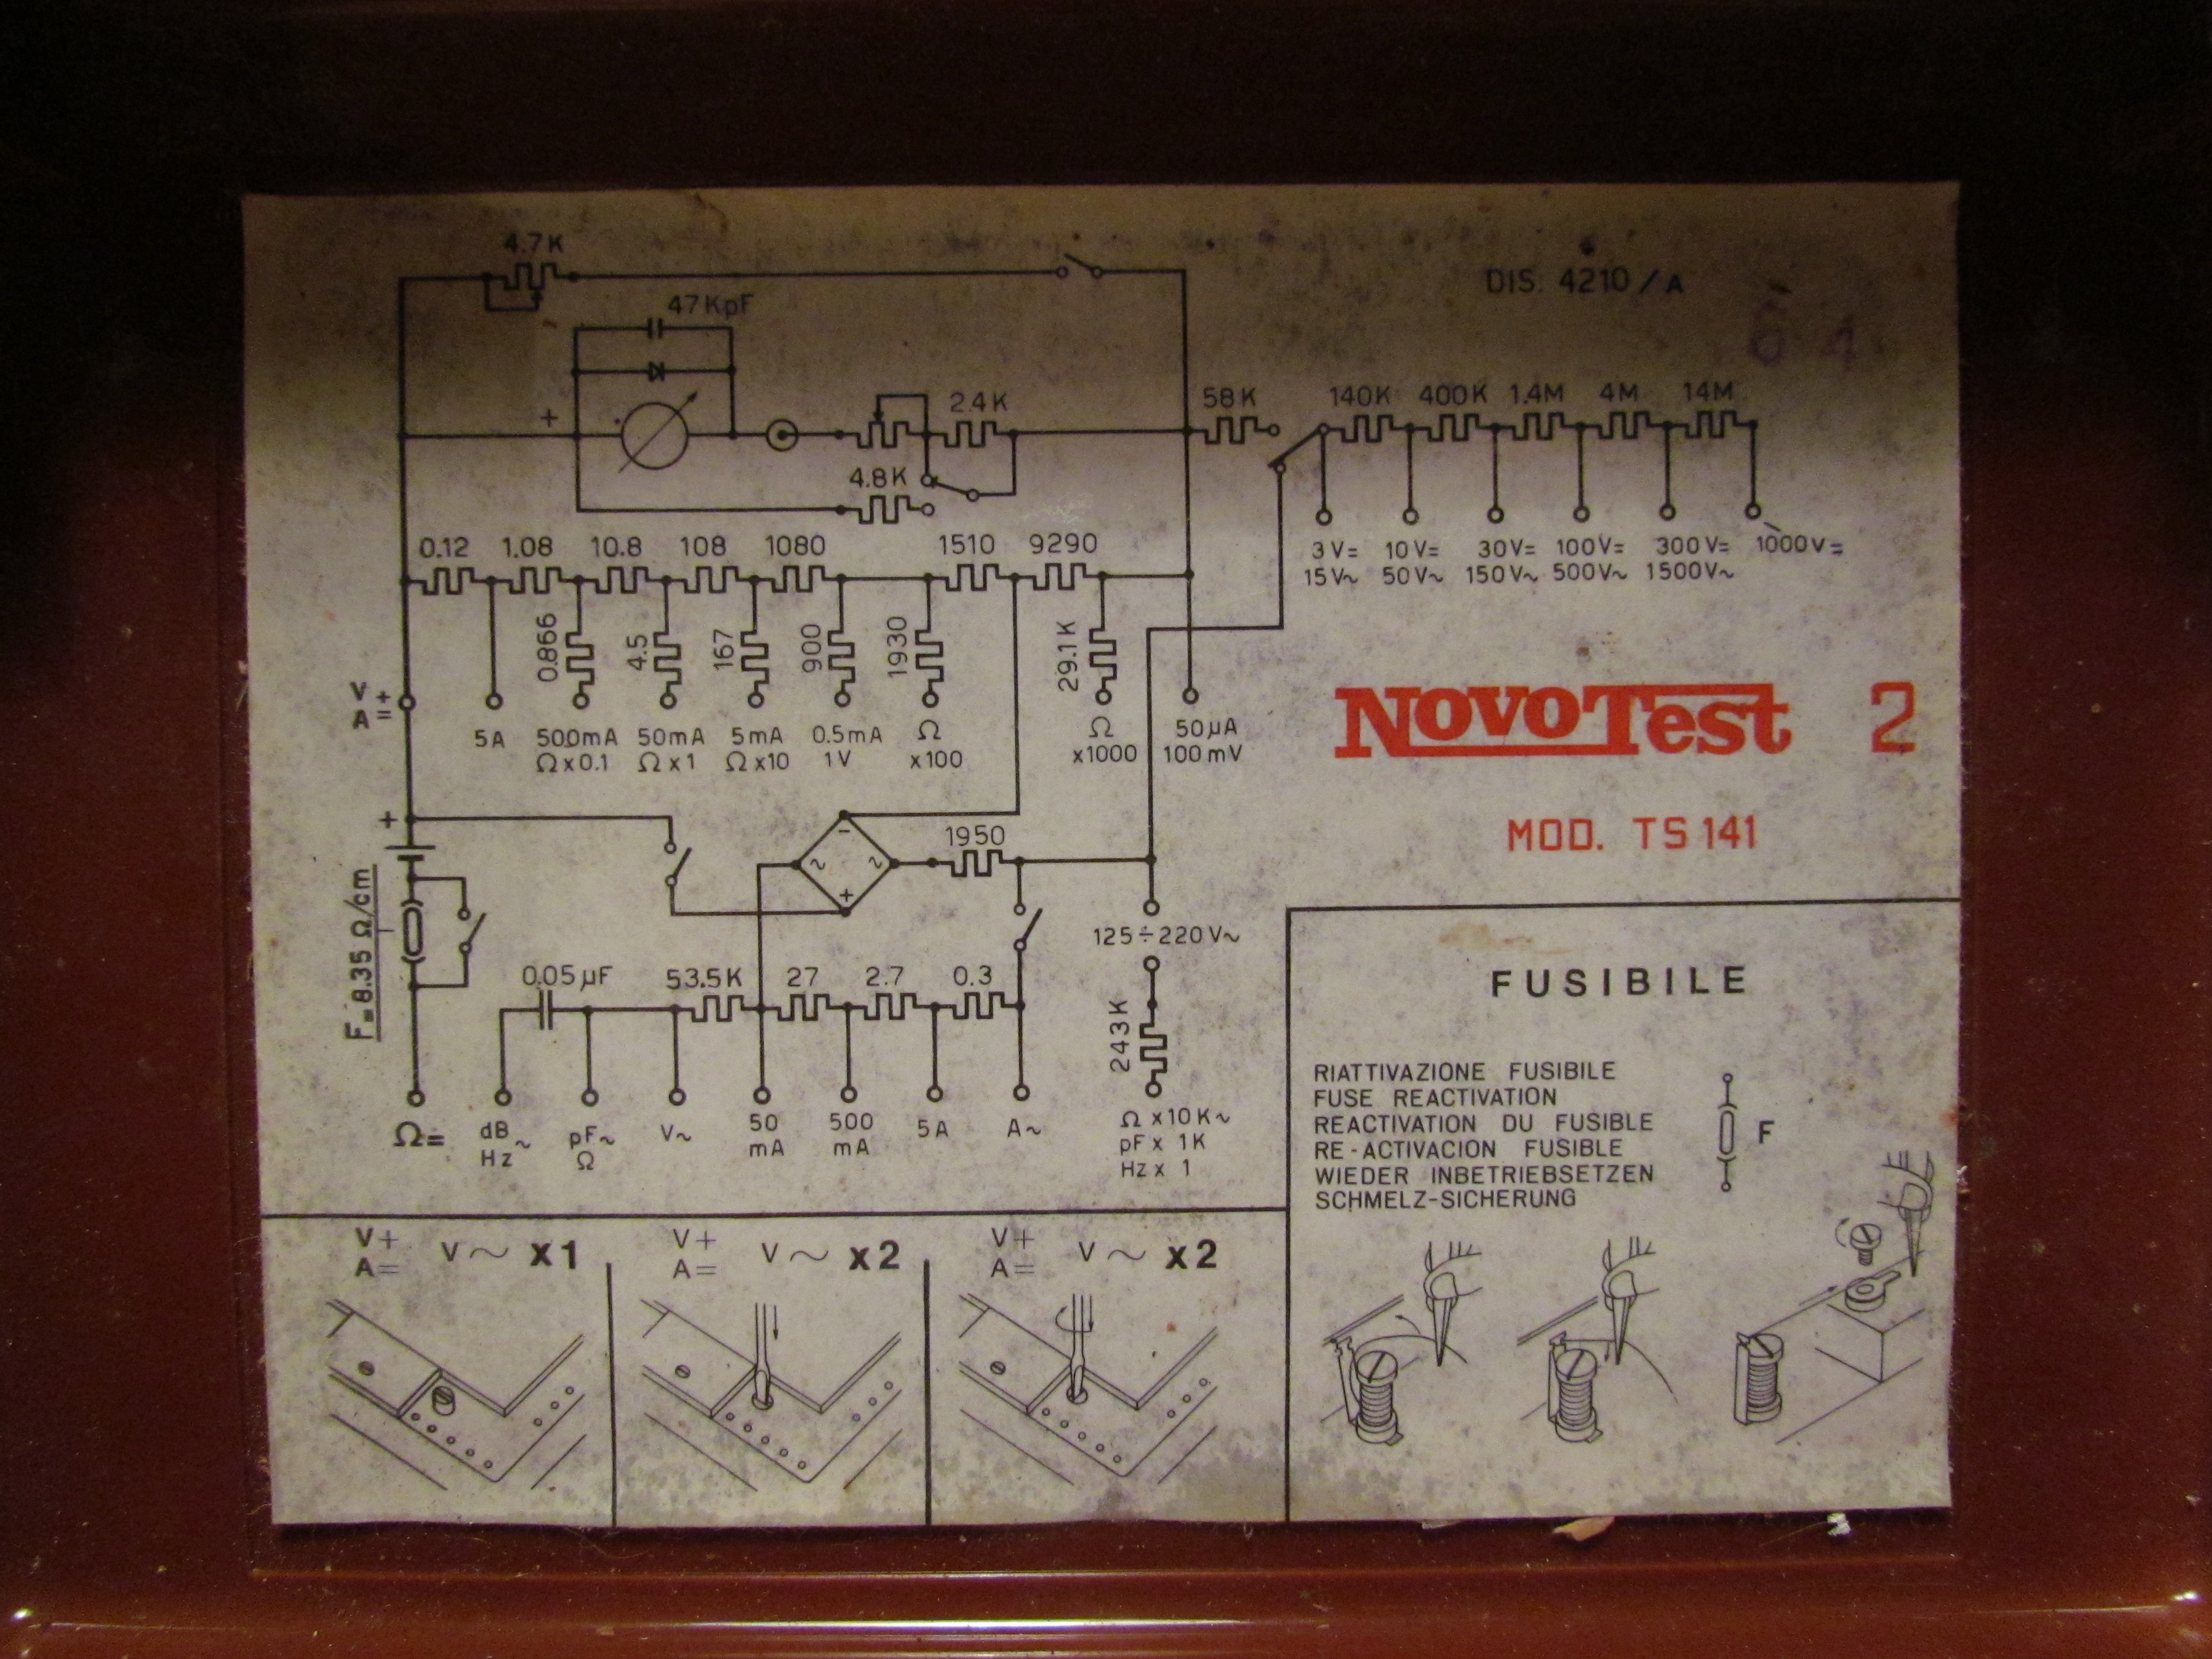 4.7K
DIS. 4210/A
47KpF
+
2.4K
58K
140K 400K 1.4M 4M 14M
4.8K
0.12 1.08 10.8 108 1080 1510 9290
3V= 10V= 30V= 100V= 300V= 1000V=
15V~ 50V~ 150V~ 500V~ 1500V~
0.866
4.5
167
900
1930
29.1K
V +
A =
5A 500mA 50mA 5mA 0.5mA Ω Ω 50µA
Ωx0.1 Ωx1 Ωx10 1V x100 x1000 100mV
NOVOTEST 2
MOD. TS 141
+
−
~ ~
+
1950
F=8.35 Ω/cm
125÷220V~
0.05µF 53.5K 27 2.7 0.3
243K
Ω=
dB ~
Hz
pF~
Ω
V~
50
mA
500
mA
5A
A~
Ω x10K~
pF x 1K
Hz x 1
FUSIBILE
RIATTIVAZIONE FUSIBILE
FUSE REACTIVATION
REACTIVATION DU FUSIBLE
RE-ACTIVACION FUSIBLE
WIEDER INBETRIEBSETZEN
SCHMELZ-SICHERUNG
F
V+
A=
V~ X1
V+
A=
V~ X2
V+
A=
V~ X2